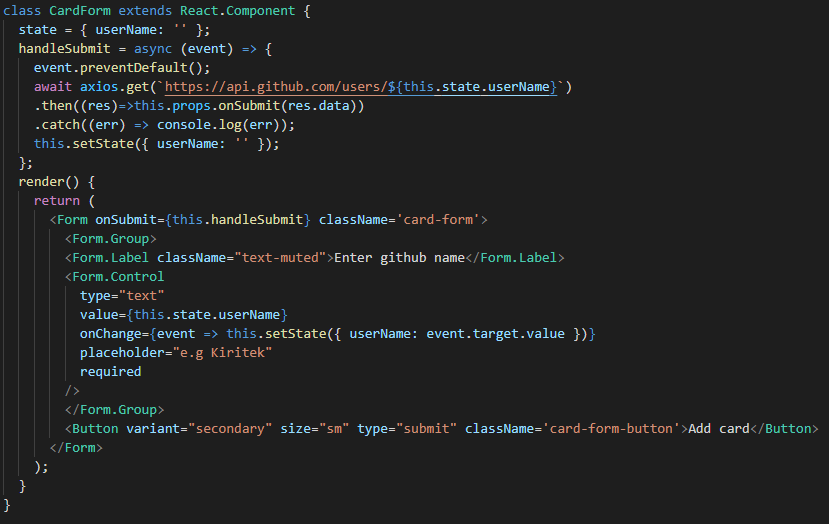 class CardForm extends React.Component {
  state = { userName: '' };
  handleSubmit = async (event) => {
    event.preventDefault();
    await axios.get(`https://api.github.com/users/${this.state.userName}`)
    .then((res)=>this.props.onSubmit(res.data))
    .catch((err) => console.log(err));
    this.setState({ userName: '' });
  };
  render() {
    return (
      <Form onSubmit={this.handleSubmit} className='card-form'>
        <Form.Group>
        <Form.Label className="text-muted">Enter github name</Form.Label>
        <Form.Control
          type="text"
          value={this.state.userName}
          onChange={event => this.setState({ userName: event.target.value })}
          placeholder="e.g Kiritek"
          required
        />
        </Form.Group>
        <Button variant="secondary" size="sm" type="submit" className='card-form-button'>Add card</Button>
      </Form>
    );
  }
}